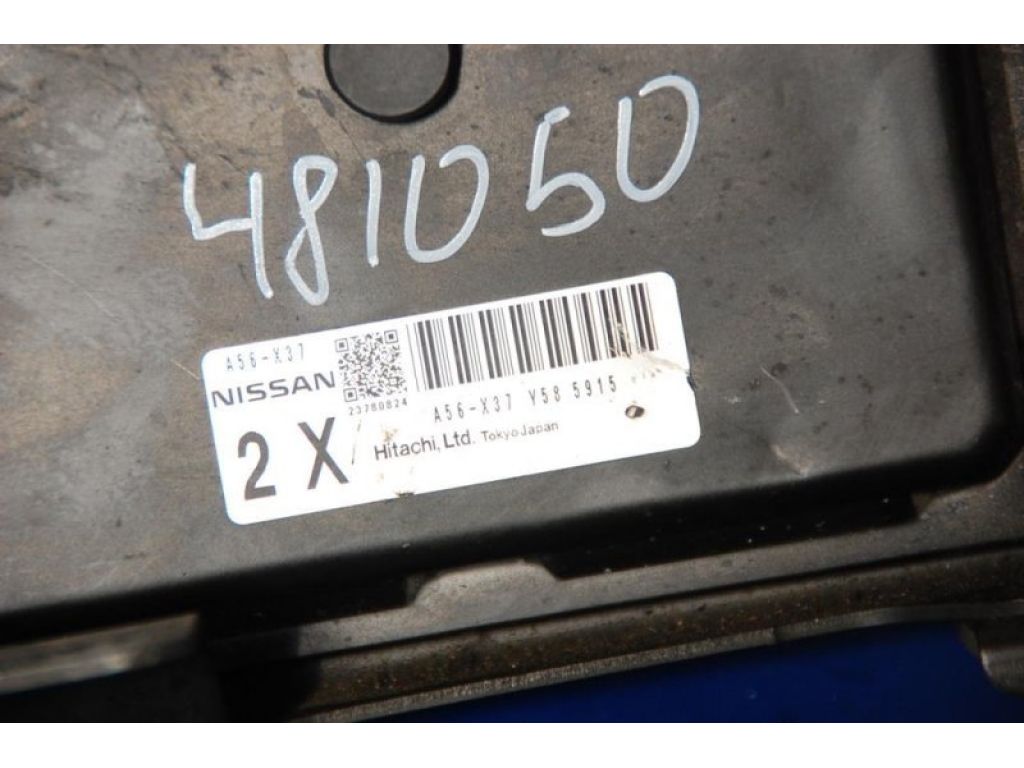 481050
A56-X37
NISSAN
23780824
2 X
A56-X37 Y58 5915
Hitachi, Ltd. Tokyo Japan